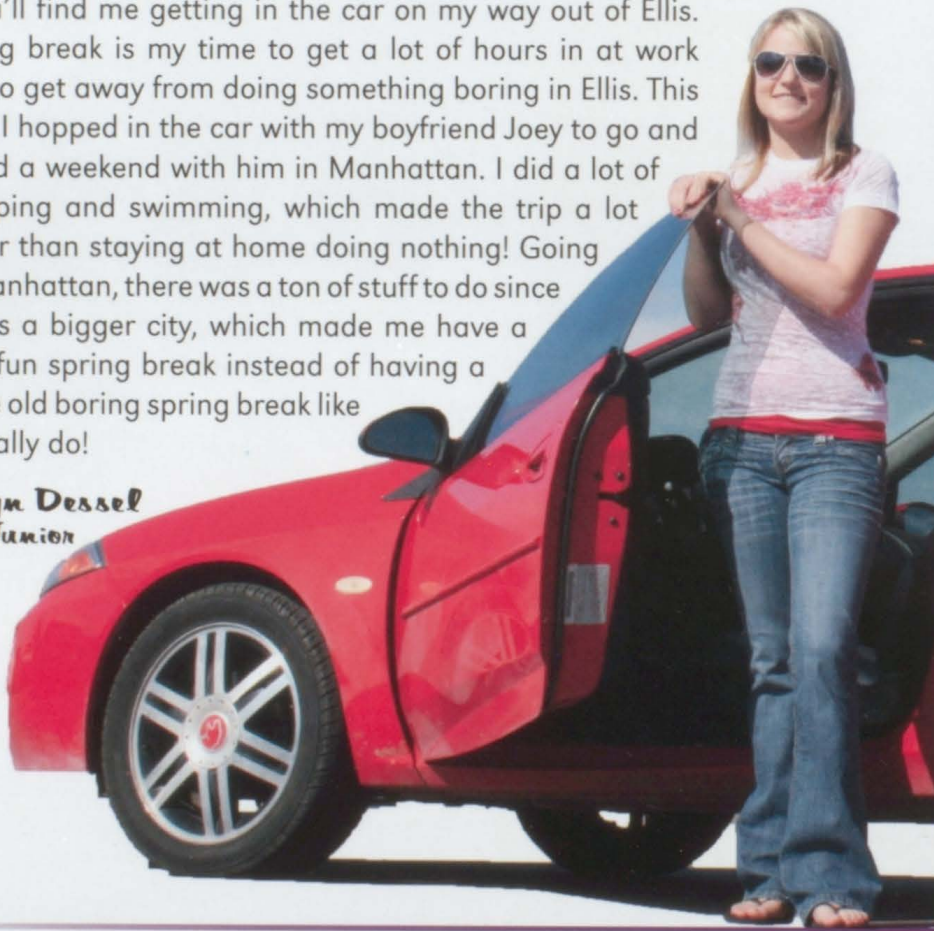 'll find me getting in the car on my way out of Ellis.
g break is my time to get a lot of hours in at work
o get away from doing something boring in Ellis. This
I hopped in the car with my boyfriend Joey to go and
d a weekend with him in Manhattan. I did a lot of
ping and swimming, which made the trip a lot
r than staying at home doing nothing! Going
anhattan, there was a ton of stuff to do since
s a bigger city, which made me have a
fun spring break instead of having a
old boring spring break like
ally do!
yn Dessel
Junior